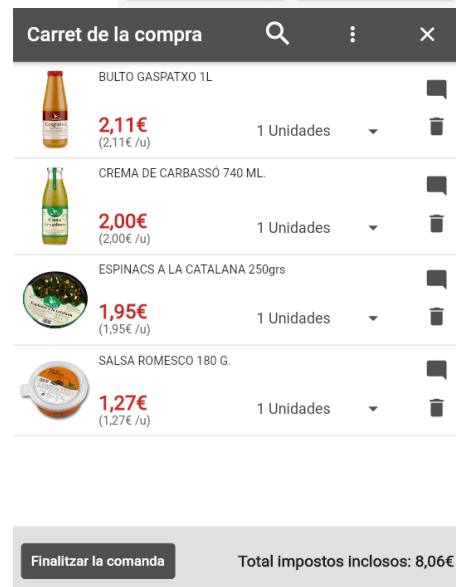 Carret de la compra
BULTO GASPATXO 1L
2,11€
(2,11€ /u)
1 Unidades
CREMA DE CARBASSÓ 740 ML.
2,00€
(2,00€ /u)
1 Unidades
ESPINACS A LA CATALANA 250grs
1,95€
(1,95€ /u)
1 Unidades
SALSA ROMESCO 180 G.
1,27€
(1,27€ /u)
1 Unidades
Finalitzar la comanda
Total impostos inclosos: 8,06€